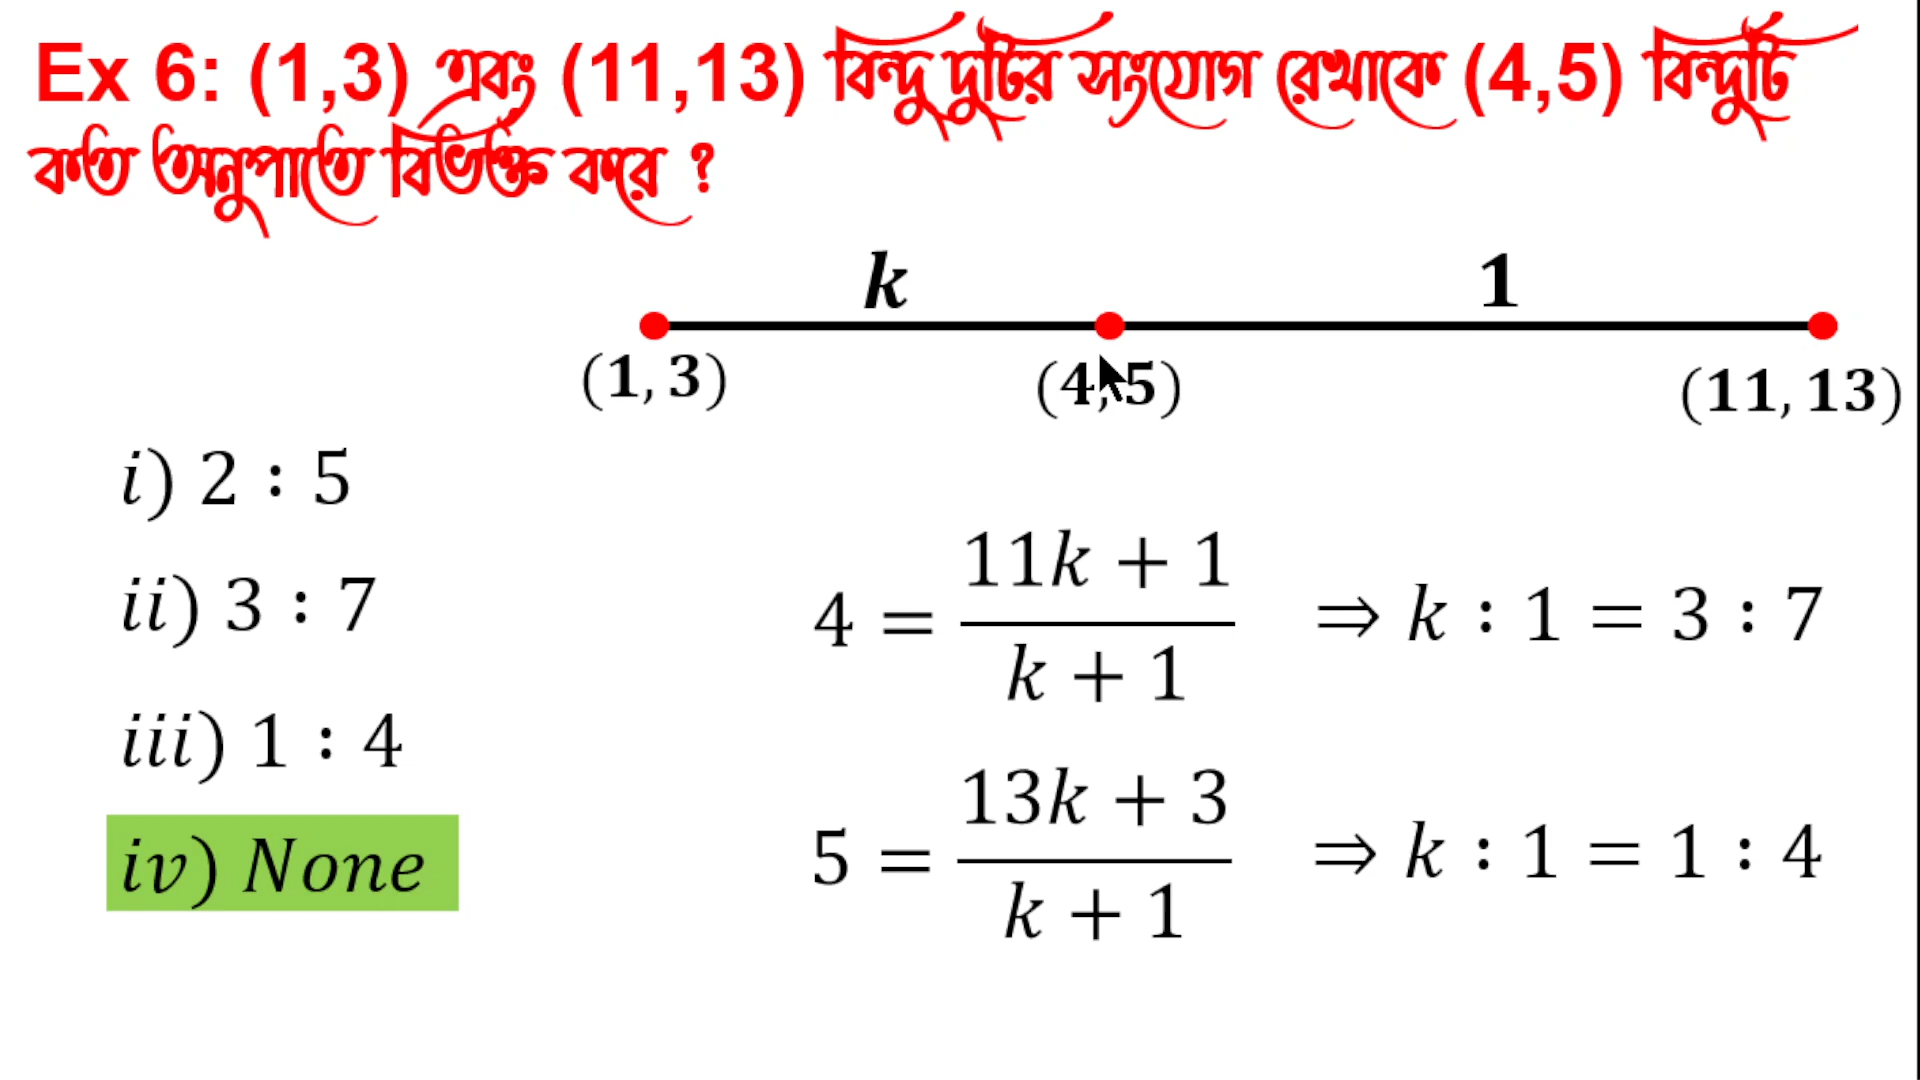 Ex 6: (1,3) এবং (11,13) বিন্দু দুটির সংযোগ রেখাকে (4,5) বিন্দুটি
কত অনুপাতে বিভক্ত করে ?
k 1
(1, 3) (4, 5) (11, 13)
i) 2 : 5
ii) 3 : 7
iii) 1 : 4
iv) None
4 = \frac{11k + 1}{k + 1} ⇒ k : 1 = 3 : 7
5 = \frac{13k + 3}{k + 1} ⇒ k : 1 = 1 : 4